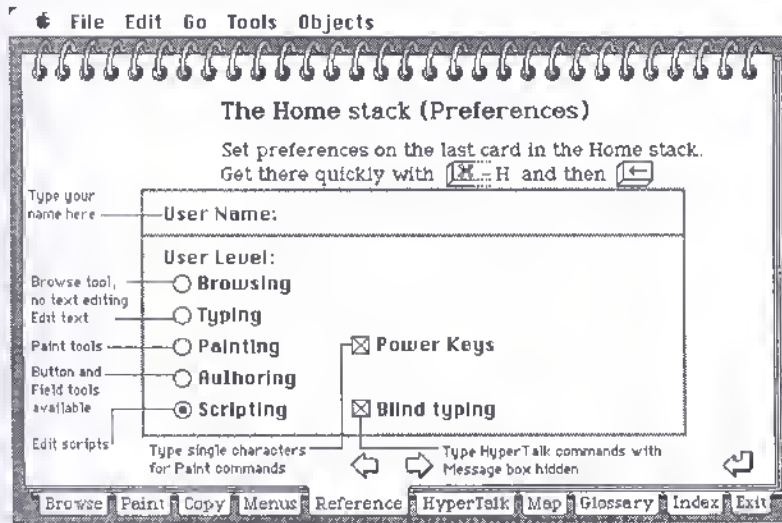 File Edit Go Tools Objects
The Home stack (Preferences)
Set preferences on the last card in the Home stack.
Get there quickly with ⌘-H and then ←
Type your
name here
User Name:
User Level:
Browse tool,
no text editing
Browsing
Edit text
Typing
Paint tools
Painting
Power Keys
Button and
Field tools
available
Authoring
Scripting
Blind typing
Edit scripts
Type single characters
for Paint commands
Type HyperTalk commands with
Message box hidden
Browse Paint Copy Menus Reference HyperTalk Map Glossary Index Exit